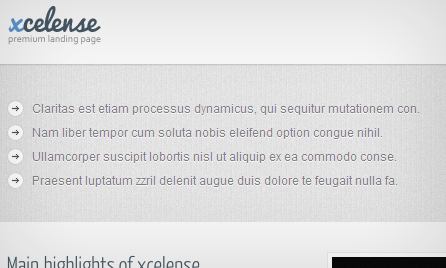 xcelense
premium landing page
Claritas est etiam processus dynamicus, qui sequitur mutationem con.
Nam liber tempor cum soluta nobis eleifend option congue nihil.
Ullamcorper suscipit lobortis nisl ut aliquip ex ea commodo conse.
Praesent luptatum zzril delenit augue duis dolore te feugait nulla fa.
Main highlights of xcelense